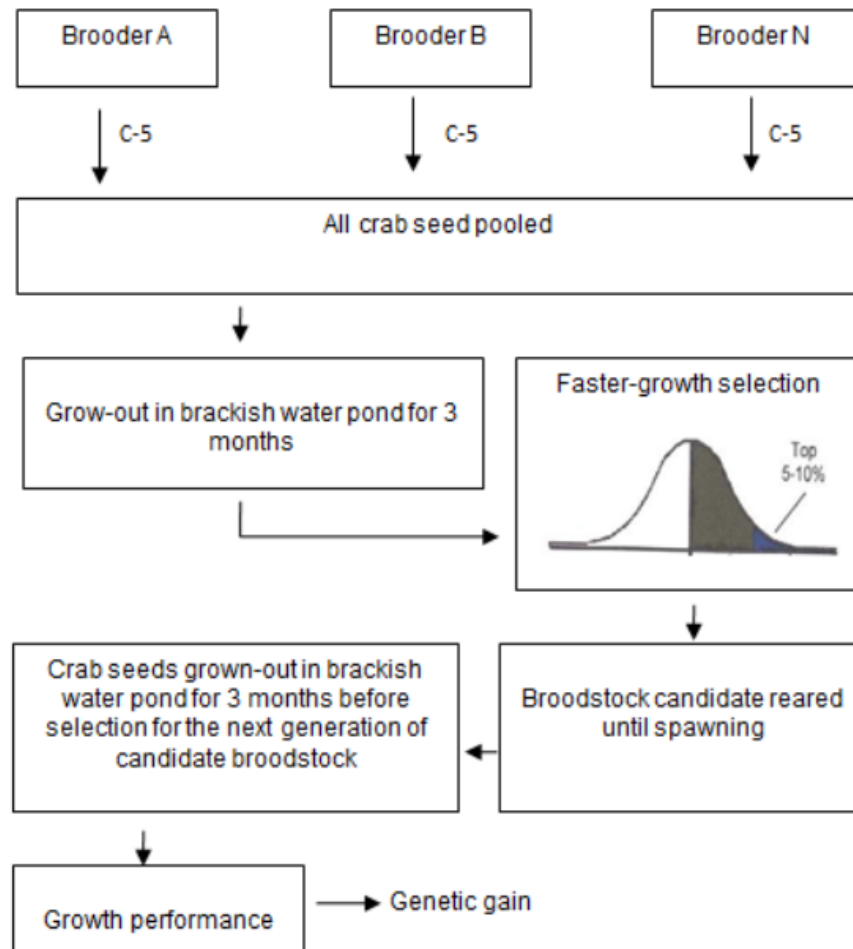 Brooder A
Brooder B
Brooder N
C-5
C-5
C-5
All crab seed pooled
Grow-out in brackish water pond for 3
months
Faster-growth selection
Top
5-10%
Crab seeds grown-out in brackish
water pond for 3 months before
selection for the next generation of
candidate broodstock
Broodstock candidate reared
until spawning
Growth performance
Genetic gain